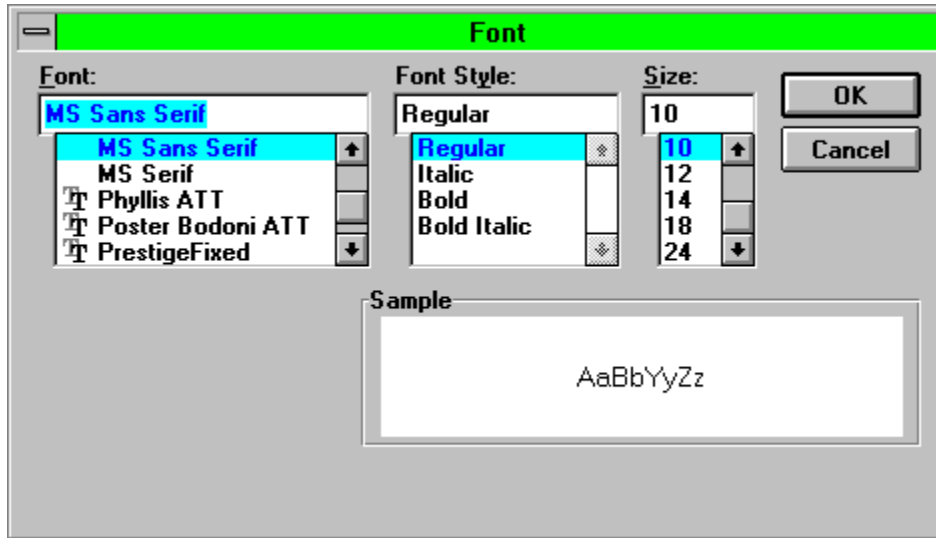 Font
Font:
MS Sans Serif
MS Sans Serif
MS Serif
Phyllis ATT
Poster Bodoni ATT
PrestigeFixed
Font Style:
Regular
Regular
Italic
Bold
Bold Italic
Size:
10
10
12
14
18
24
OK
Cancel
Sample
AaBbYyZz